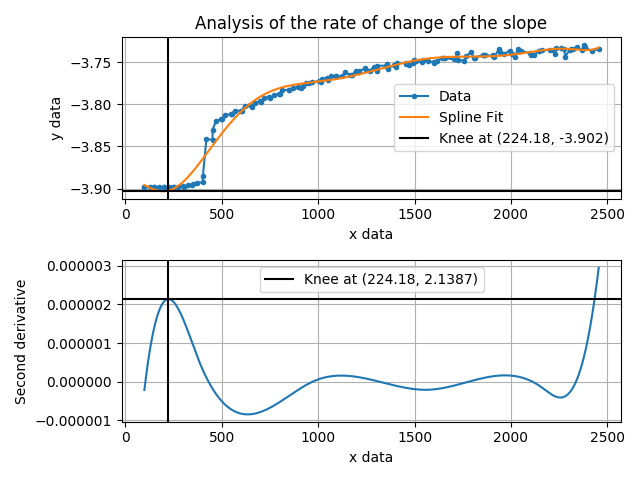 Analysis of the rate of change of the slope
−3.75
−3.80
−3.85
−3.90
y data
Data
Spline Fit
Knee at (224.18, -3.902)
0 500 1000 1500 2000 2500
x data
0.000003
0.000002
0.000001
0.000000
−0.000001
Second derivative
Knee at (224.18, 2.1387)
0 500 1000 1500 2000 2500
x data